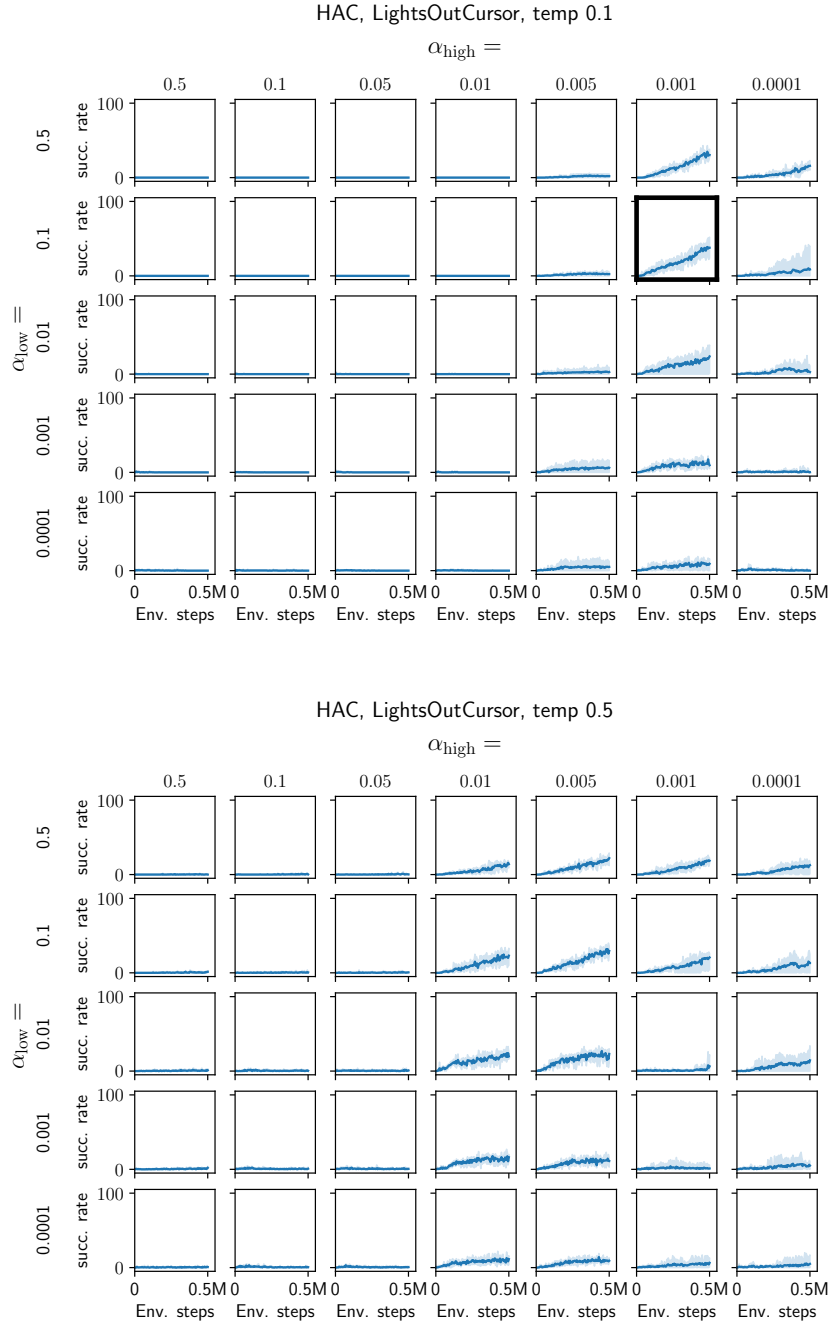 HAC, LightsOutCursor, temp 0.1
α_high =
0.5 0.1 0.05 0.01 0.005 0.001 0.0001
α_low =
0.5
succ. rate
100
0
0.1
succ. rate
100
0
0.01
succ. rate
100
0
0.001
succ. rate
100
0
0.0001
succ. rate
100
0
0 0.5M 0 0.5M 0 0.5M 0 0.5M 0 0.5M 0 0.5M 0 0.5M
Env. steps Env. steps Env. steps Env. steps Env. steps Env. steps Env. steps
HAC, LightsOutCursor, temp 0.5
α_high =
0.5 0.1 0.05 0.01 0.005 0.001 0.0001
α_low =
0.5
succ. rate
100
0
0.1
succ. rate
100
0
0.01
succ. rate
100
0
0.001
succ. rate
100
0
0.0001
succ. rate
100
0
0 0.5M 0 0.5M 0 0.5M 0 0.5M 0 0.5M 0 0.5M 0 0.5M
Env. steps Env. steps Env. steps Env. steps Env. steps Env. steps Env. steps